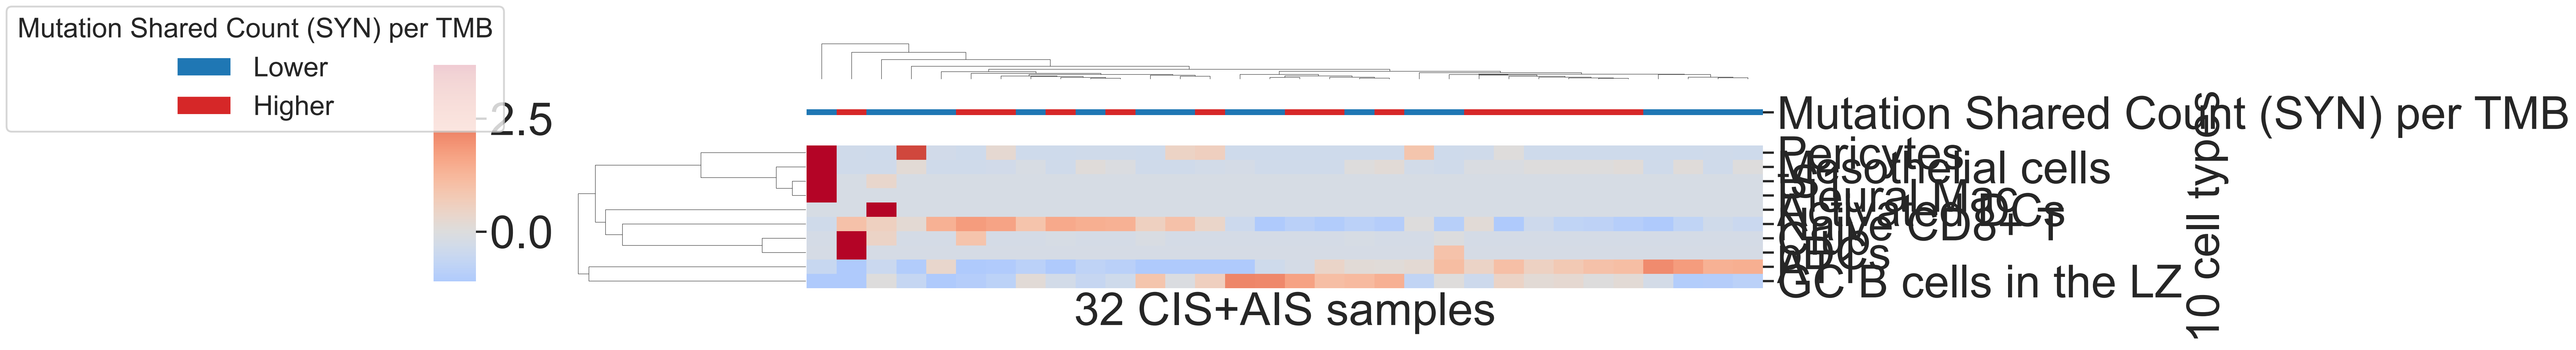 Mutation Shared Count (SYN) per TMB
Lower
Higher
2.5
0.0
Mutation Shared Count (SYN) per TMB
Pericytes
Mesothelial cells
Pleural Mac
Activated DCs
Naive CD8+ T
pDCs
AT1
GC B cells in the LZ
10 cell types
32 CIS+AIS samples